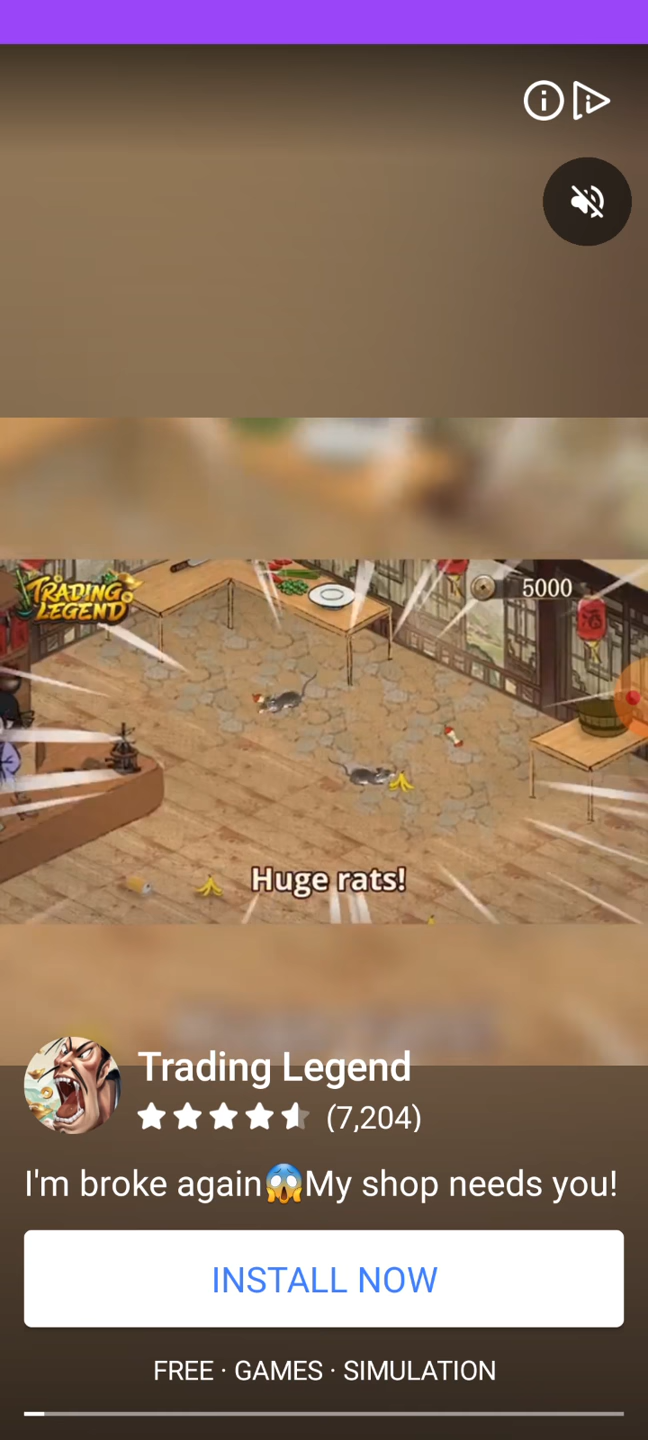 TRADING
LEGEND
5000
酒
Huge rats!
Trading Legend
(7,204)
I'm broke again😱My shop needs you!
INSTALL NOW
FREE · GAMES · SIMULATION